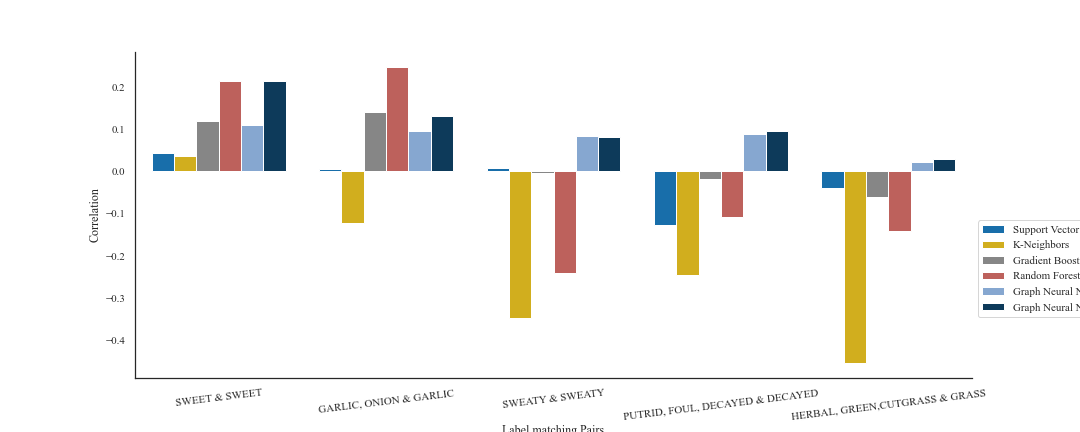 0.2
0.1
0.0
−0.1
−0.2
−0.3
−0.4
Correlation
SWEET & SWEET
GARLIC, ONION & GARLIC
SWEATY & SWEATY
PUTRID, FOUL, DECAYED & DECAYED
HERBAL, GREEN,CUTGRASS & GRASS
Label matching Pairs
Support Vector
K-Neighbors
Gradient Boost
Random Forest
Graph Neural N
Graph Neural N